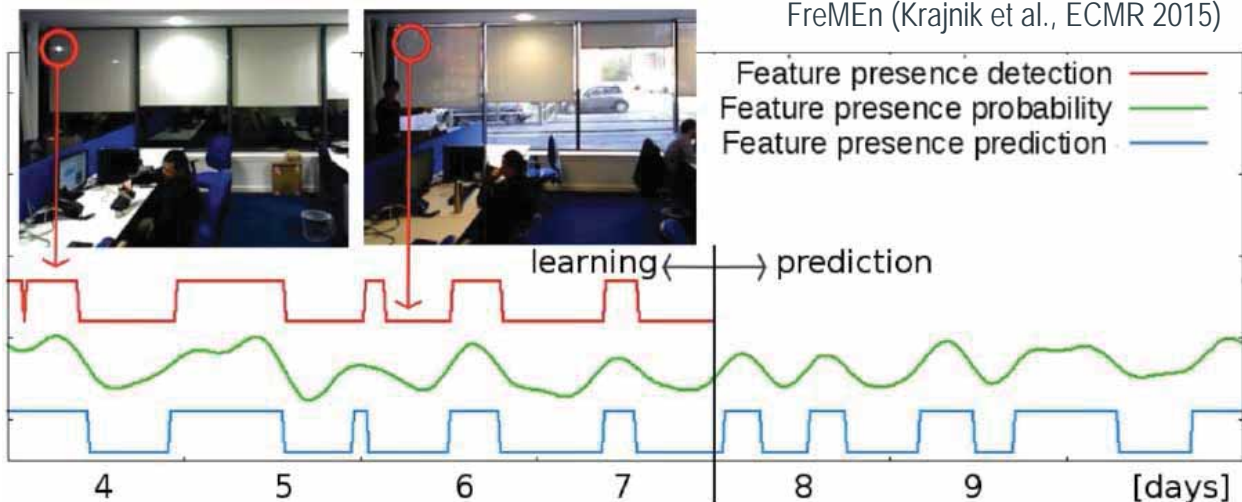 FreMEn (Krajnik et al., ECMR 2015)
Feature presence detection
Feature presence probability
Feature presence prediction
learning prediction
4 5 6 7 8 9 [days]